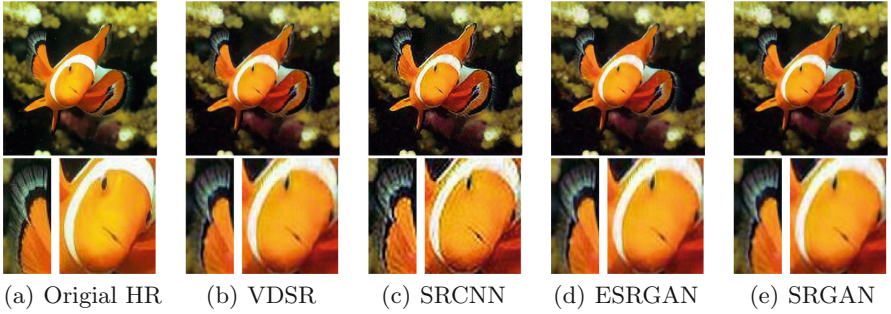 (a) Origial HR
(b) VDSR
(c) SRCNN
(d) ESRGAN
(e) SRGAN